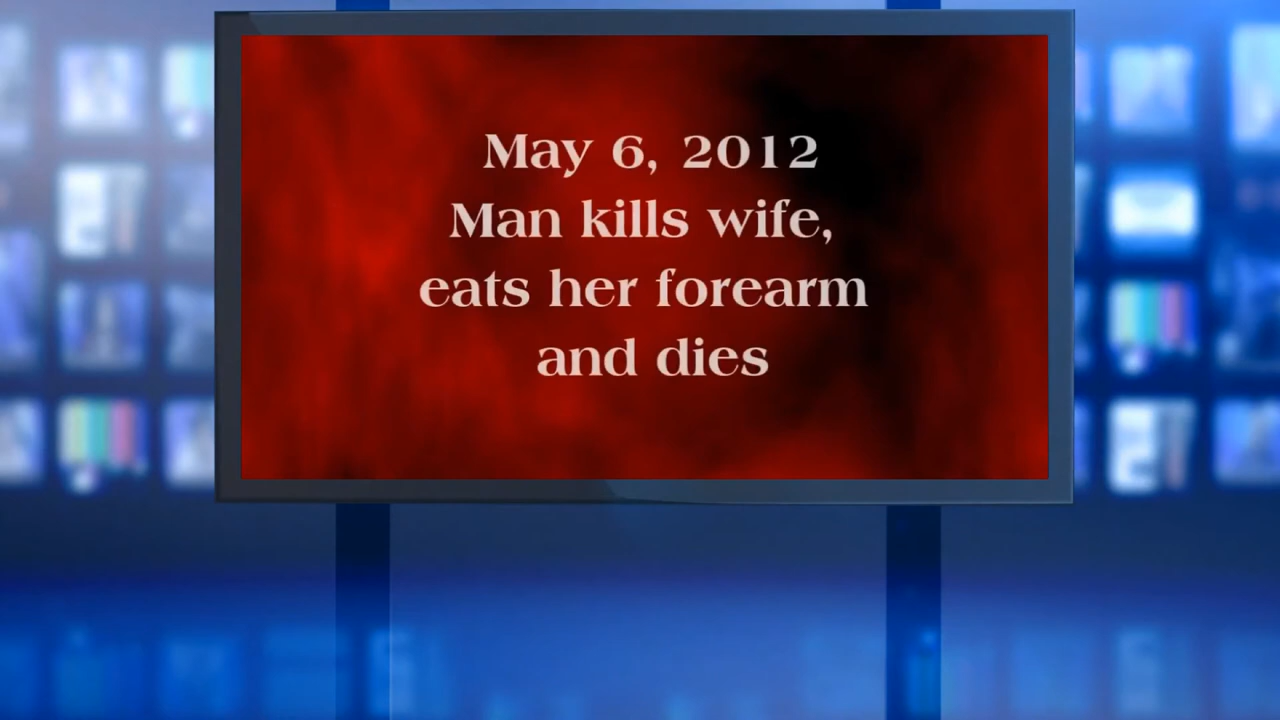 May 6, 2012
Man kills wife,
eats her forearm
and dies